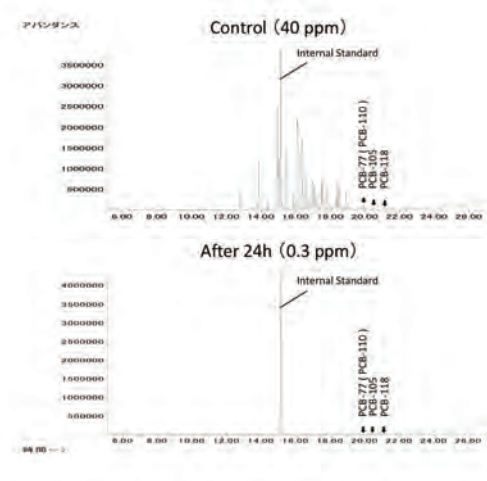 アバンダンス
Control (40 ppm)
Internal Standard
3500000
3000000
2500000
2000000
1500000
1000000
500000
PCB-77 ( PCB-110 )
PCB-105
PCB-118
6.00 8.00 10.00 12.00 14.00 16.00 18.00 20.00 22.00 24.00 26.00
After 24h (0.3 ppm)
Internal Standard
4000000
3500000
3000000
2500000
2000000
1500000
1000000
500000
PCB-77 ( PCB-110 )
PCB-105
PCB-118
6.00 8.00 10.00 12.00 14.00 16.00 18.00 20.00 22.00 24.00 26.00
時間-->